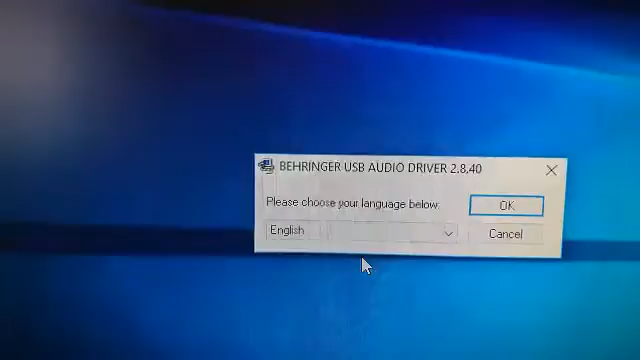 BEHRINGER USB AUDIO DRIVER 2.8,40
Please choose your language below:
OK
English
Cancel